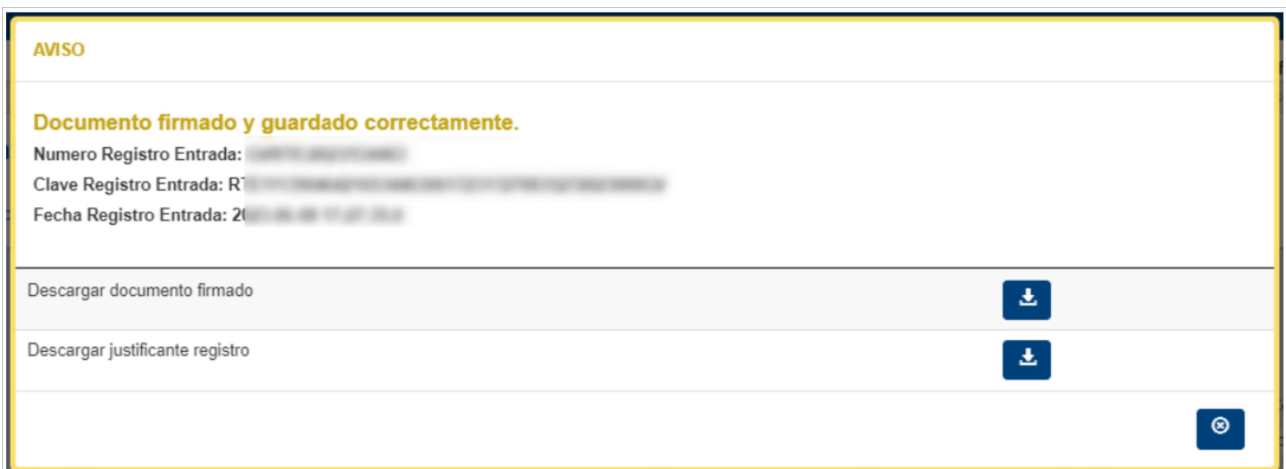 AVISO
Documento firmado y guardado correctamente.
Numero Registro Entrada:
Clave Registro Entrada:
Fecha Registro Entrada:
Descargar documento firmado
Descargar justificante registro